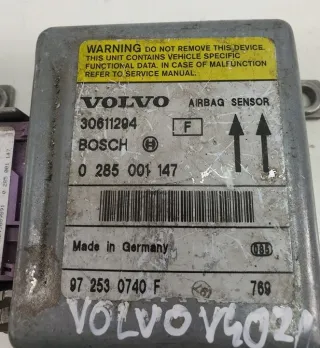 WARNING DO NOT REMOVE THIS DEVICE.
THIS UNIT CONTAINS VEHICLE SPECIFIC
FUNCTIONAL DATA. IN CASE OF MALFUNCTION
REFER TO SERVICE MANUAL.
VOLVO AIRBAG SENSOR
30611294 F
BOSCH
0 285 001 147
Made in Germany 065
97 253 0740 F 769
VOLVO V40